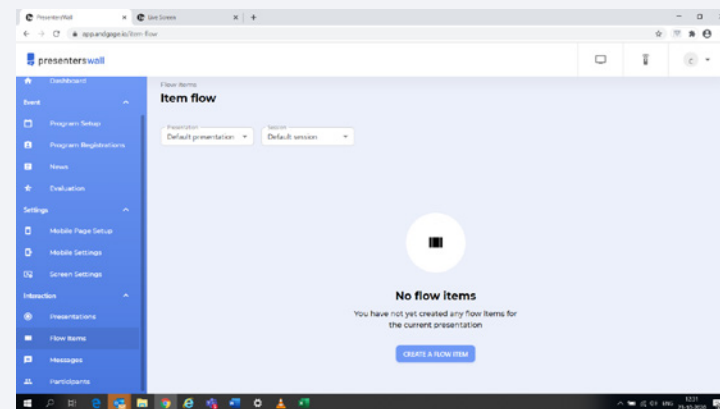 PresentersWall
Live Screen
app.andgage.io/item-flow
presenterswall
C
Dashboard
Event
Program Setup
Program Registrations
News
Evaluation
Settings
Mobile Page Setup
Mobile Settings
Screen Settings
Interaction
Presentations
Flow Items
Messages
Participants
Flow Items
Item flow
Presentation
Default presentation
Session
Default session
No flow items
You have not yet created any flow items for
the current presentation
CREATE A FLOW ITEM
ENG
12:21